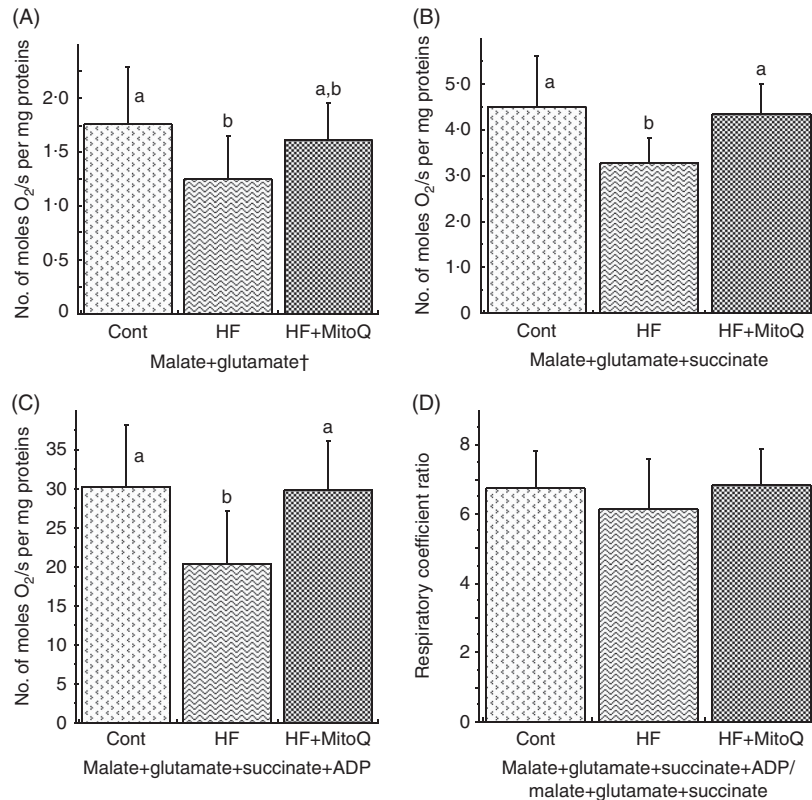 (A)
No. of moles O₂/s per mg proteins
2·0
1·5
1·0
0·5
0
a
b
a,b
Cont HF HF+MitoQ
Malate+glutamate†
(B)
No. of moles O₂/s per mg proteins
5·0
4·0
3·0
2·0
1·0
0
a
b
a
Cont HF HF+MitoQ
Malate+glutamate+succinate
(C)
No. of moles O₂/s per mg proteins
35
30
25
20
15
10
5
0
a
b
a
Cont HF HF+MitoQ
Malate+glutamate+succinate+ADP
(D)
Respiratory coefficient ratio
8
6
4
2
0
Cont HF HF+MitoQ
Malate+glutamate+succinate+ADP/
malate+glutamate+succinate